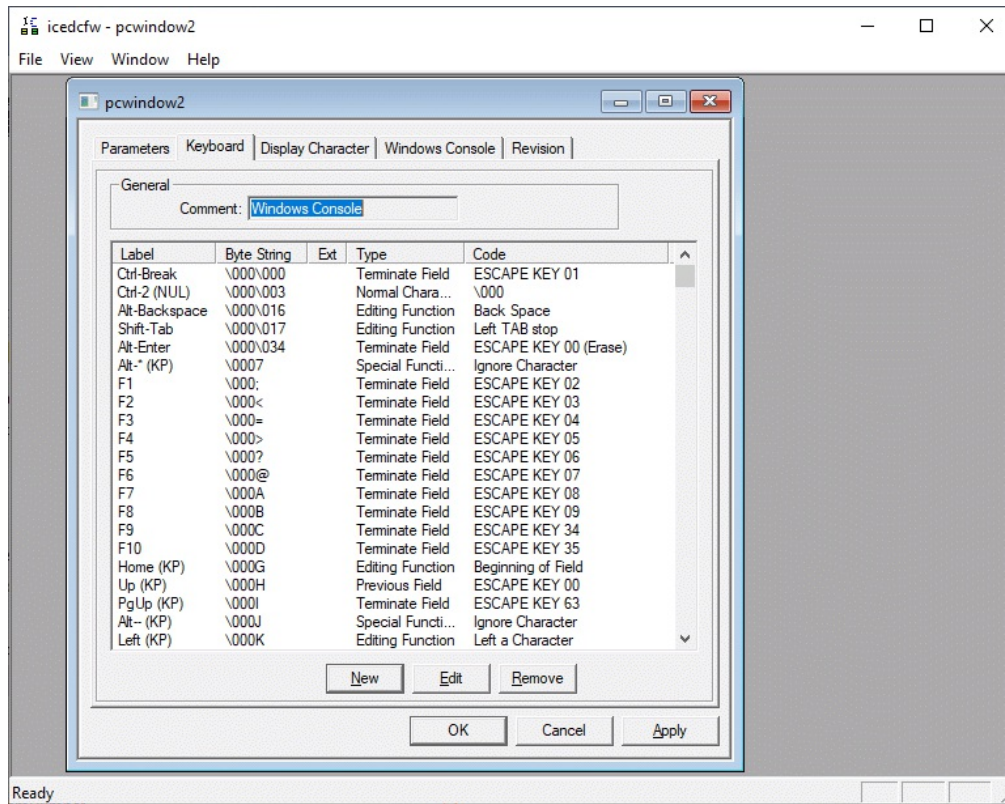 icedcfw - pcwindow2
File View Window Help
pcwindow2
Parameters Keyboard Display Character Windows Console Revision
General
Comment: Windows Console
Label Byte String Ext Type Code
Ctrl-Break \000\000 Terminate Field ESCAPE KEY 01
Ctrl-2 (NUL) \000\003 Normal Chara... \000
Alt-Backspace \000\016 Editing Function Back Space
Shift-Tab \000\017 Editing Function Left TAB stop
Alt-Enter \000\034 Terminate Field ESCAPE KEY 00 (Erase)
Alt-* (KP) \0007 Special Functi... Ignore Character
F1 \000; Terminate Field ESCAPE KEY 02
F2 \000< Terminate Field ESCAPE KEY 03
F3 \000= Terminate Field ESCAPE KEY 04
F4 \000> Terminate Field ESCAPE KEY 05
F5 \000? Terminate Field ESCAPE KEY 06
F6 \000@ Terminate Field ESCAPE KEY 07
F7 \000A Terminate Field ESCAPE KEY 08
F8 \000B Terminate Field ESCAPE KEY 09
F9 \000C Terminate Field ESCAPE KEY 34
F10 \000D Terminate Field ESCAPE KEY 35
Home (KP) \000G Editing Function Beginning of Field
Up (KP) \000H Previous Field ESCAPE KEY 00
PgUp (KP) \000I Terminate Field ESCAPE KEY 63
Alt-- (KP) \000J Special Functi... Ignore Character
Left (KP) \000K Editing Function Left a Character
New Edit Remove
OK Cancel Apply
Ready